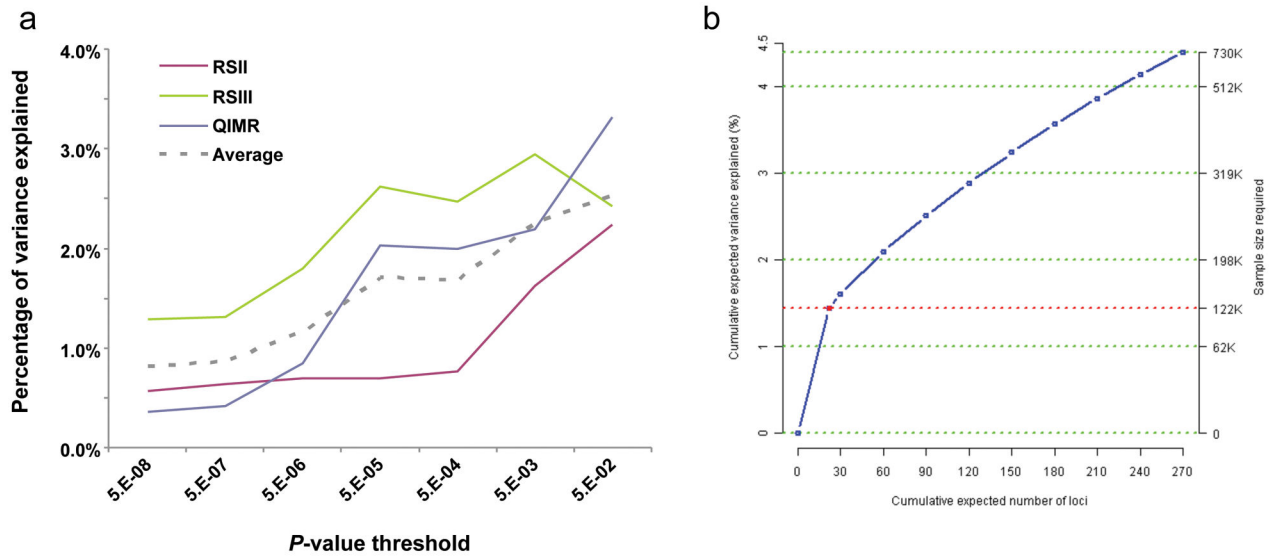 a
Percentage of variance explained
4.0%
3.0%
2.0%
1.0%
0.0%
RSII
RSIII
QIMR
Average
5.E-08
5.E-07
5.E-06
5.E-05
5.E-04
5.E-03
5.E-02
P-value threshold
b
Cumulative expected variance explained (%)
4.5
4
3
2
1
0
730K
512K
319K
198K
122K
62K
0
Sample size required
0 30 60 90 120 150 180 210 240 270
Cumulative expected number of loci